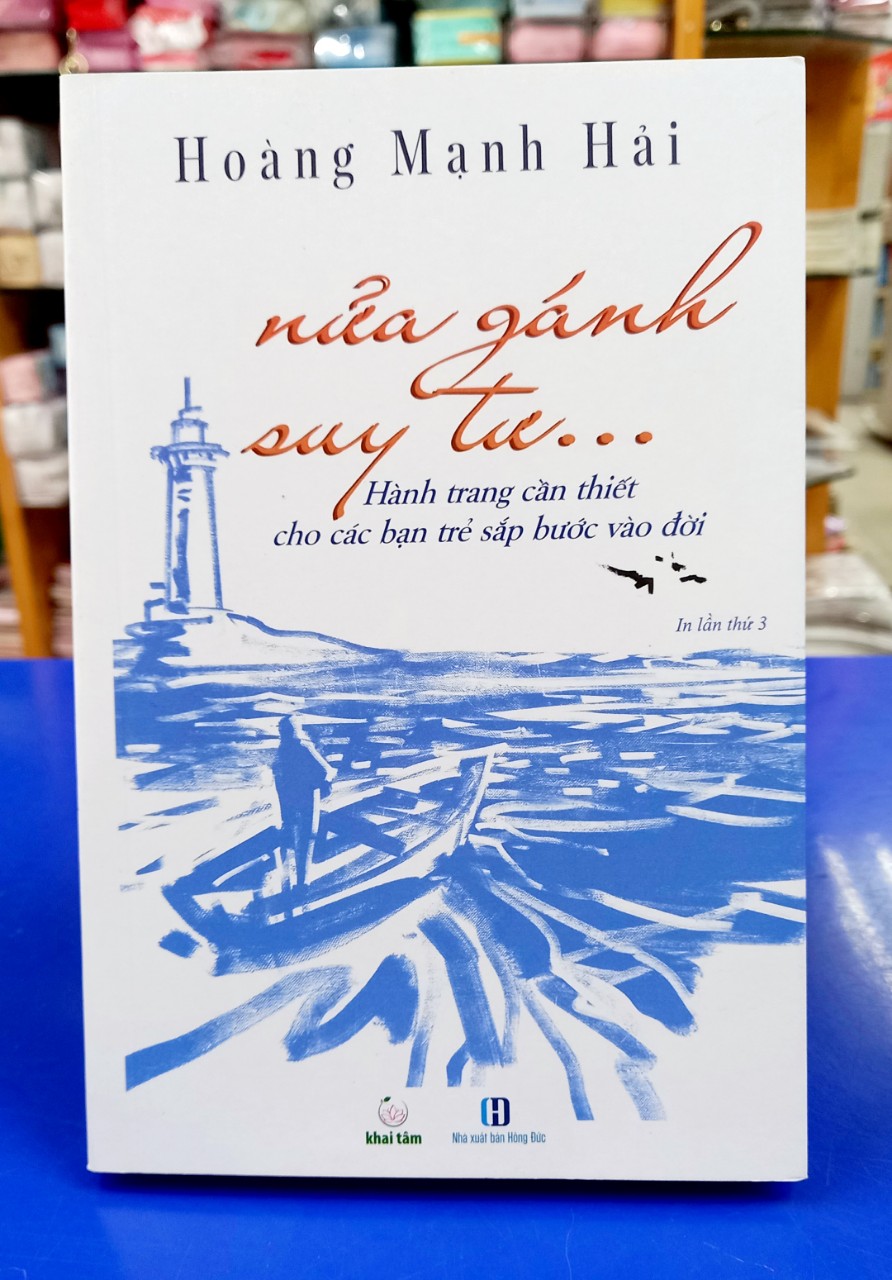 Hoàng Mạnh Hải
nửa gánh
suy tư...
Hành trang cần thiết
cho các bạn trẻ sắp bước vào đời
In lần thứ 3
khai tâm
Nhà xuất bản Hồng Đức